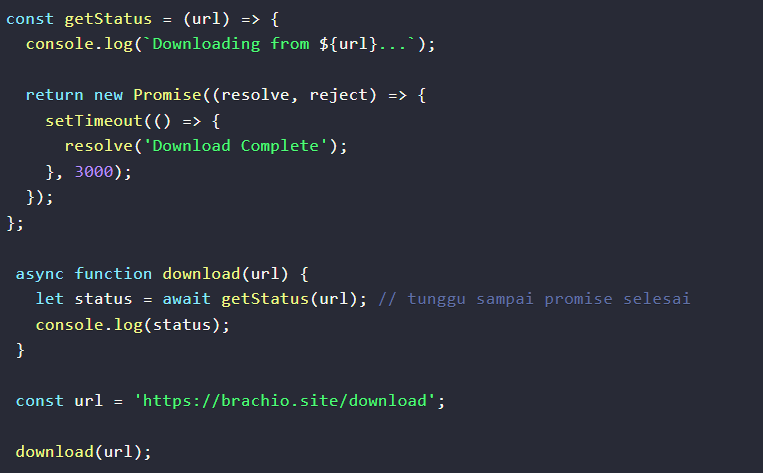 const getStatus = (url) => {
  console.log(`Downloading from ${url}...`);

  return new Promise((resolve, reject) => {
    setTimeout(() => {
      resolve('Download Complete');
    }, 3000);
  });
};

 async function download(url) {
   let status = await getStatus(url); // tunggu sampai promise selesai
   console.log(status);
 }

 const url = 'https://brachio.site/download';

 download(url);